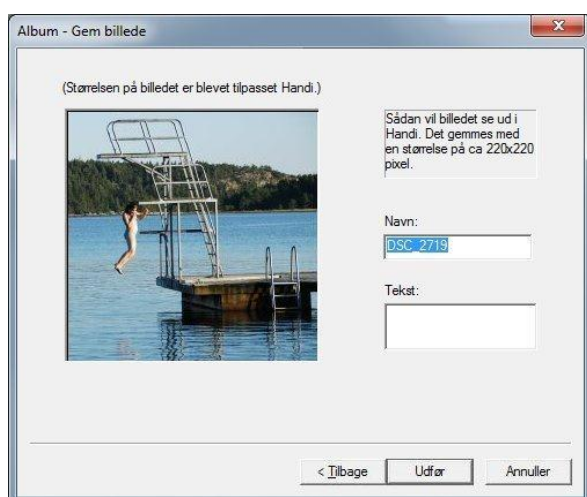 Album - Gem billede
(Størrelsen på billedet er blevet tilpasset Handi.)
Sådan vil billedet se ud i
Handi. Det gemmes med
en størrelse på ca 220x220
pixel.
Navn:
DSC_2719
Tekst:
< Tilbage
Udfør
Annuller